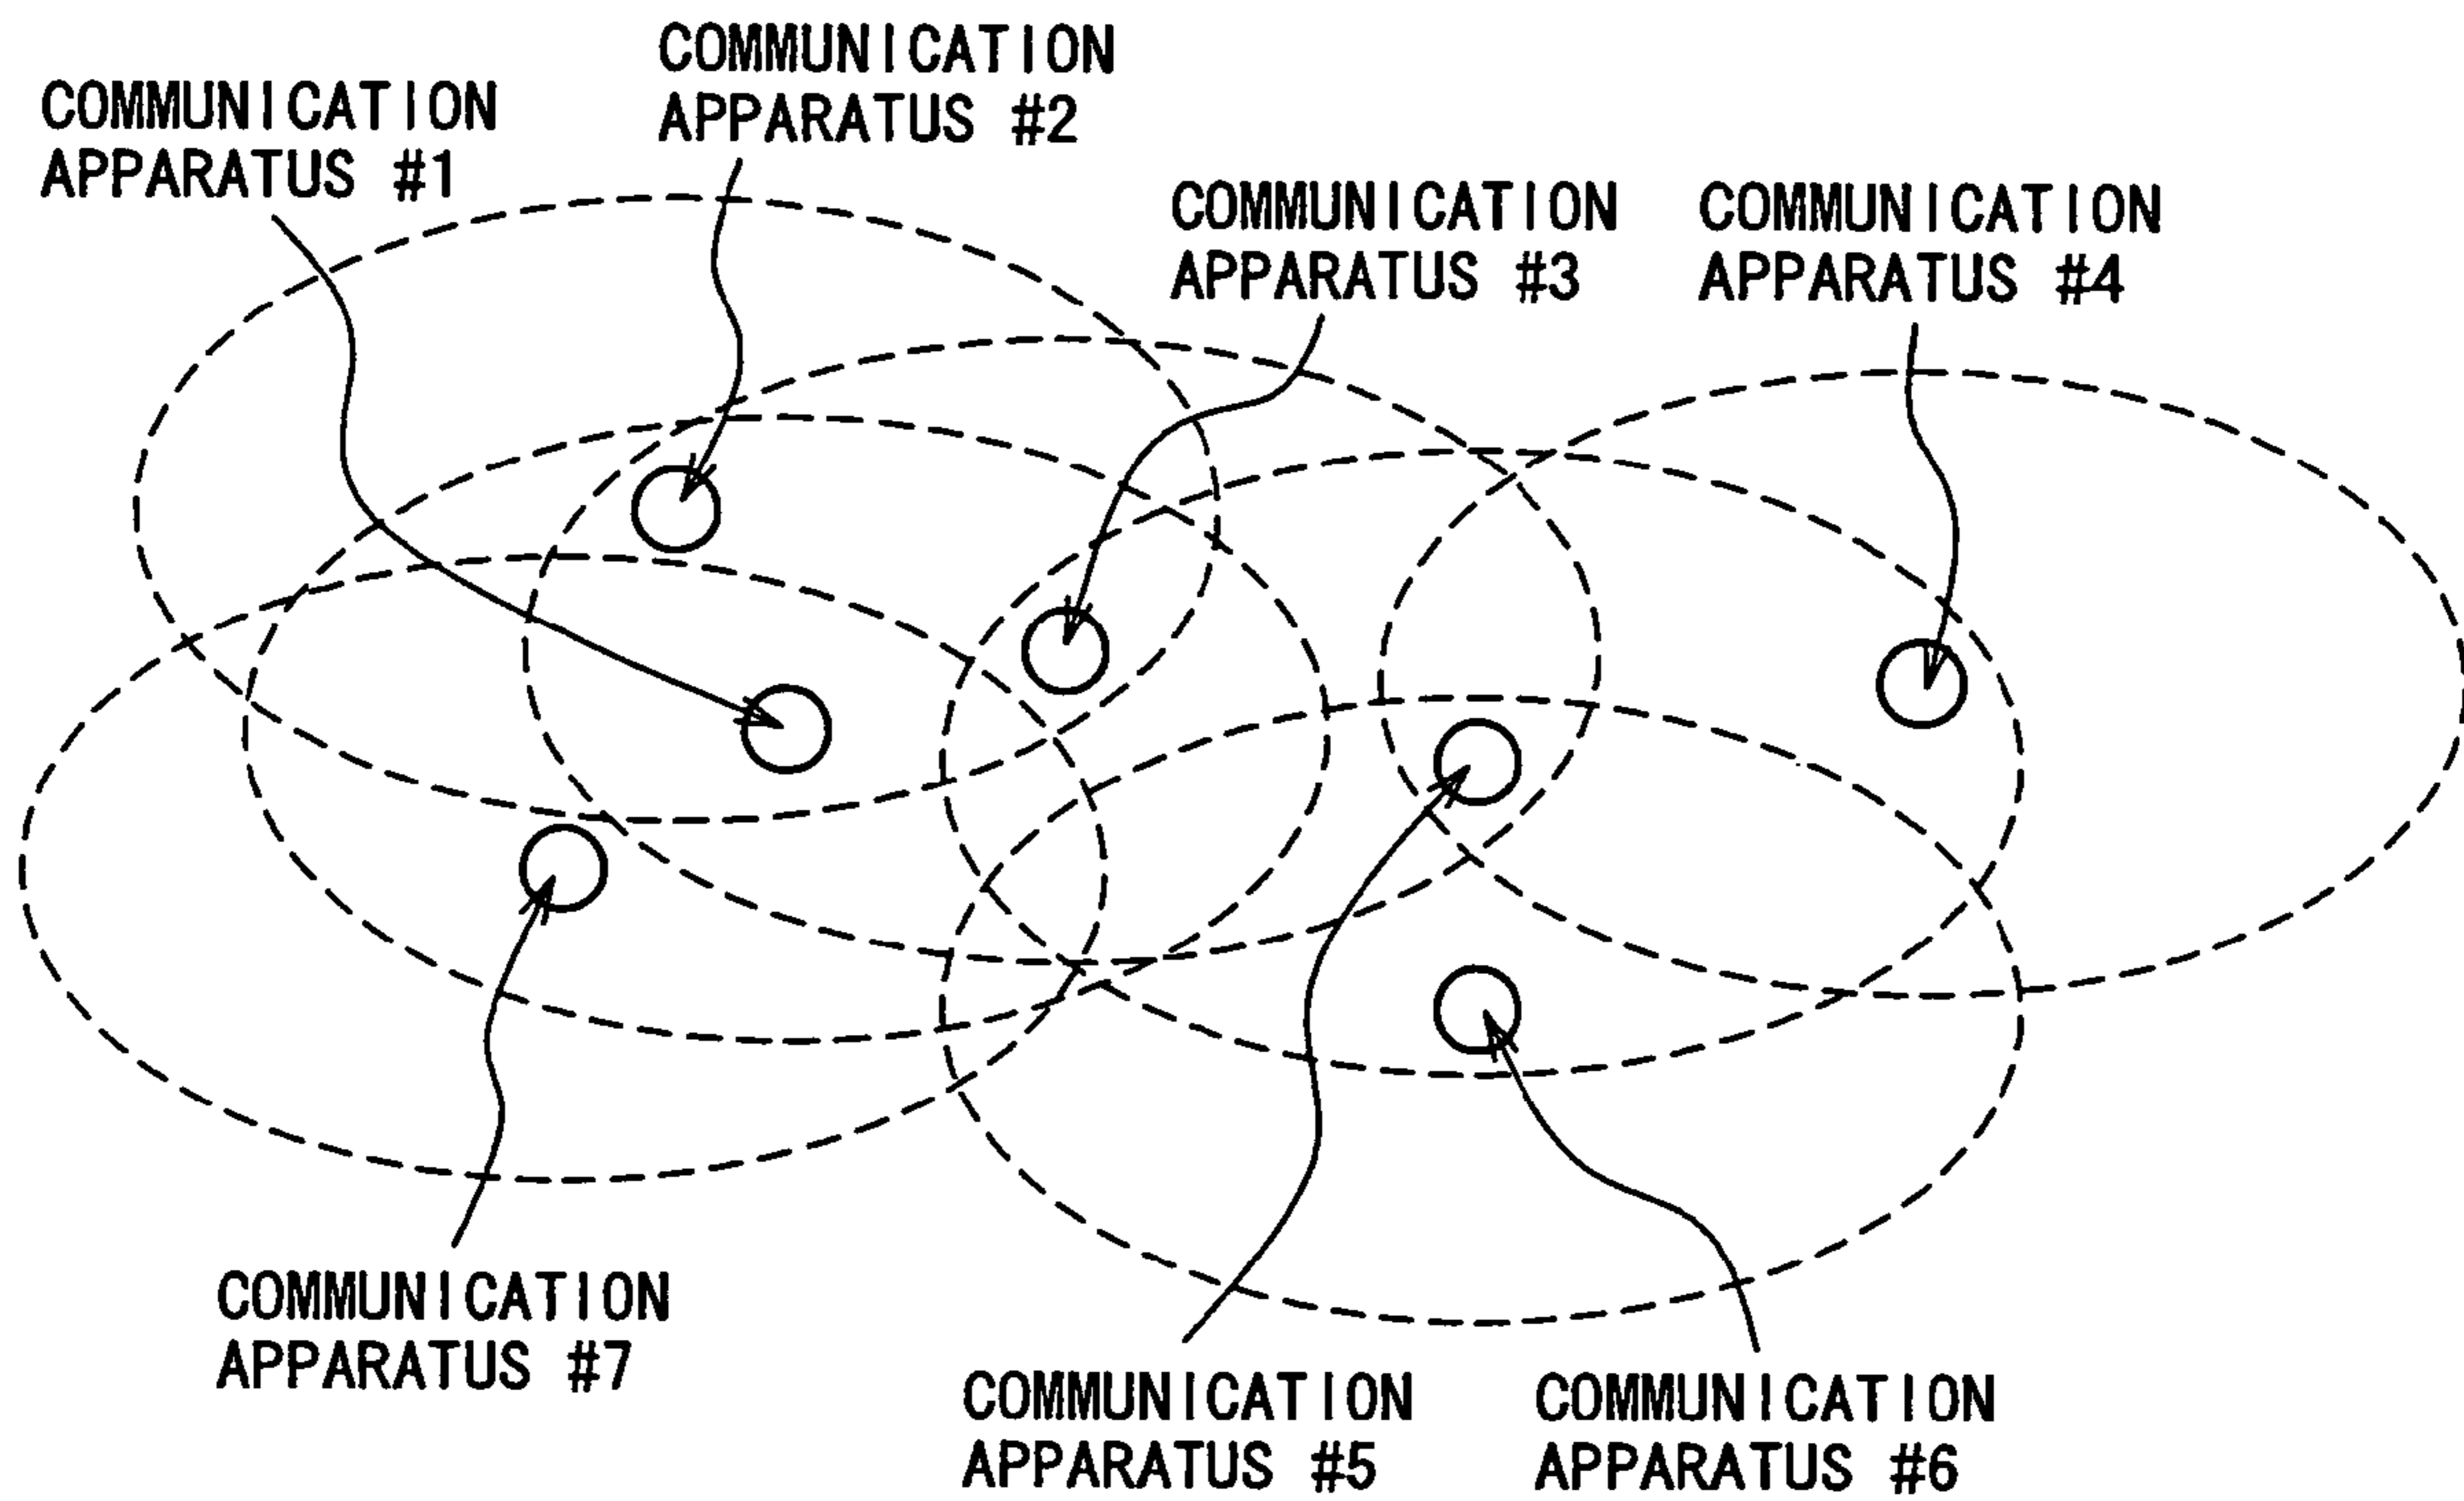 COMMUNICATION
APPARATUS #1
COMMUNICATION
APPARATUS #2
COMMUNICATION
APPARATUS #3
COMMUNICATION
APPARATUS #4
COMMUNICATION
APPARATUS #7
COMMUNICATION
APPARATUS #5
COMMUNICATION
APPARATUS #6